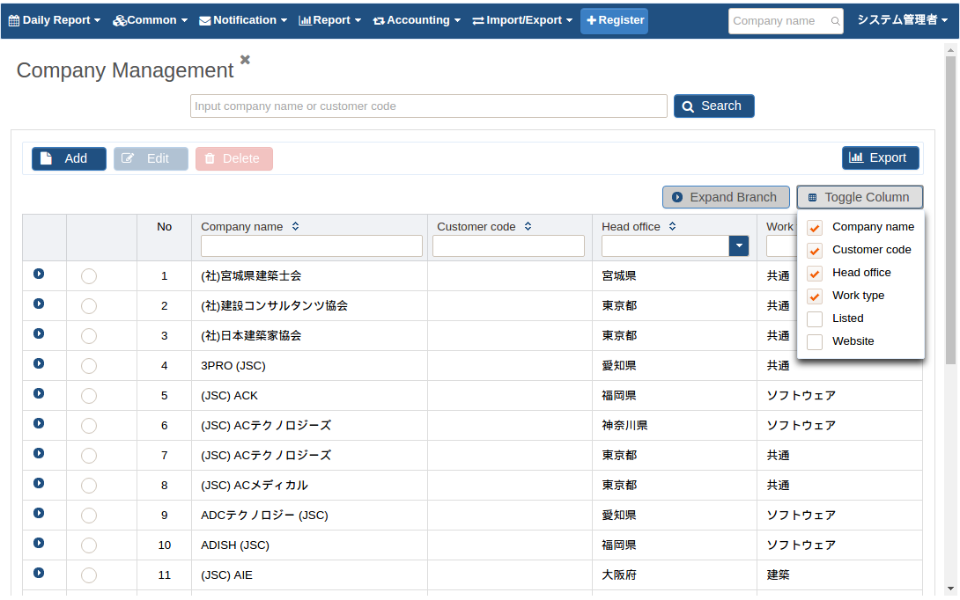 Daily Report Common Notification Report Accounting Import/Export Register Company name システム管理者
Company Management
Input company name or customer code Search
Add Edit Delete Export
Expand Branch Toggle Column
No Company name Customer code Head office Work
Company name
Customer code
Head office
Work type
Listed
Website
1 (社)宮城県建築士会 宮城県 共通
2 (社)建設コンサルタンツ協会 東京都 共通
3 (社)日本建築家協会 東京都 共通
4 3PRO (JSC) 愛知県 共通
5 (JSC) ACK 福岡県 ソフトウェア
6 (JSC) ACテクノロジーズ 神奈川県 ソフトウェア
7 (JSC) ACテクノロジーズ 東京都 共通
8 (JSC) ACメディカル 東京都 共通
9 ADCテクノロジー (JSC) 愛知県 ソフトウェア
10 ADISH (JSC) 福岡県 ソフトウェア
11 (JSC) AIE 大阪府 建築